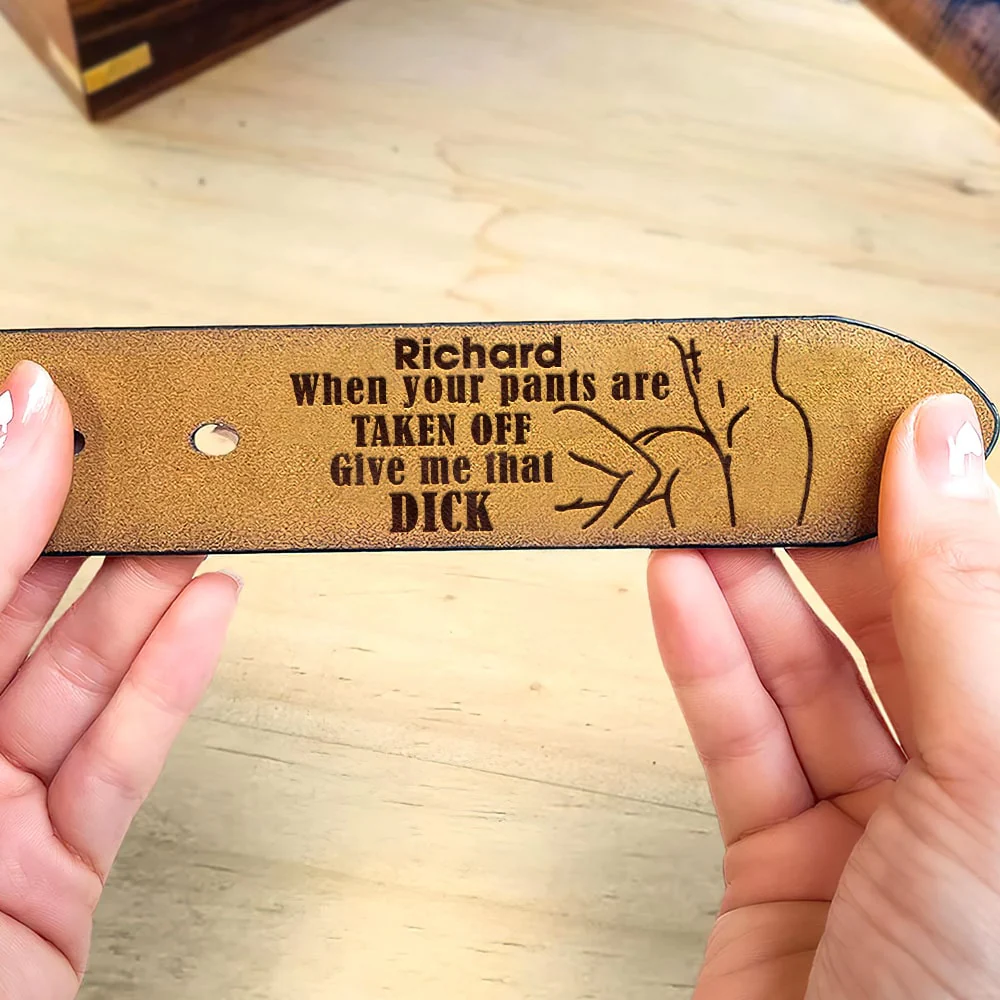 Richard
When your pants are
TAKEN OFF
Give me that
DICK